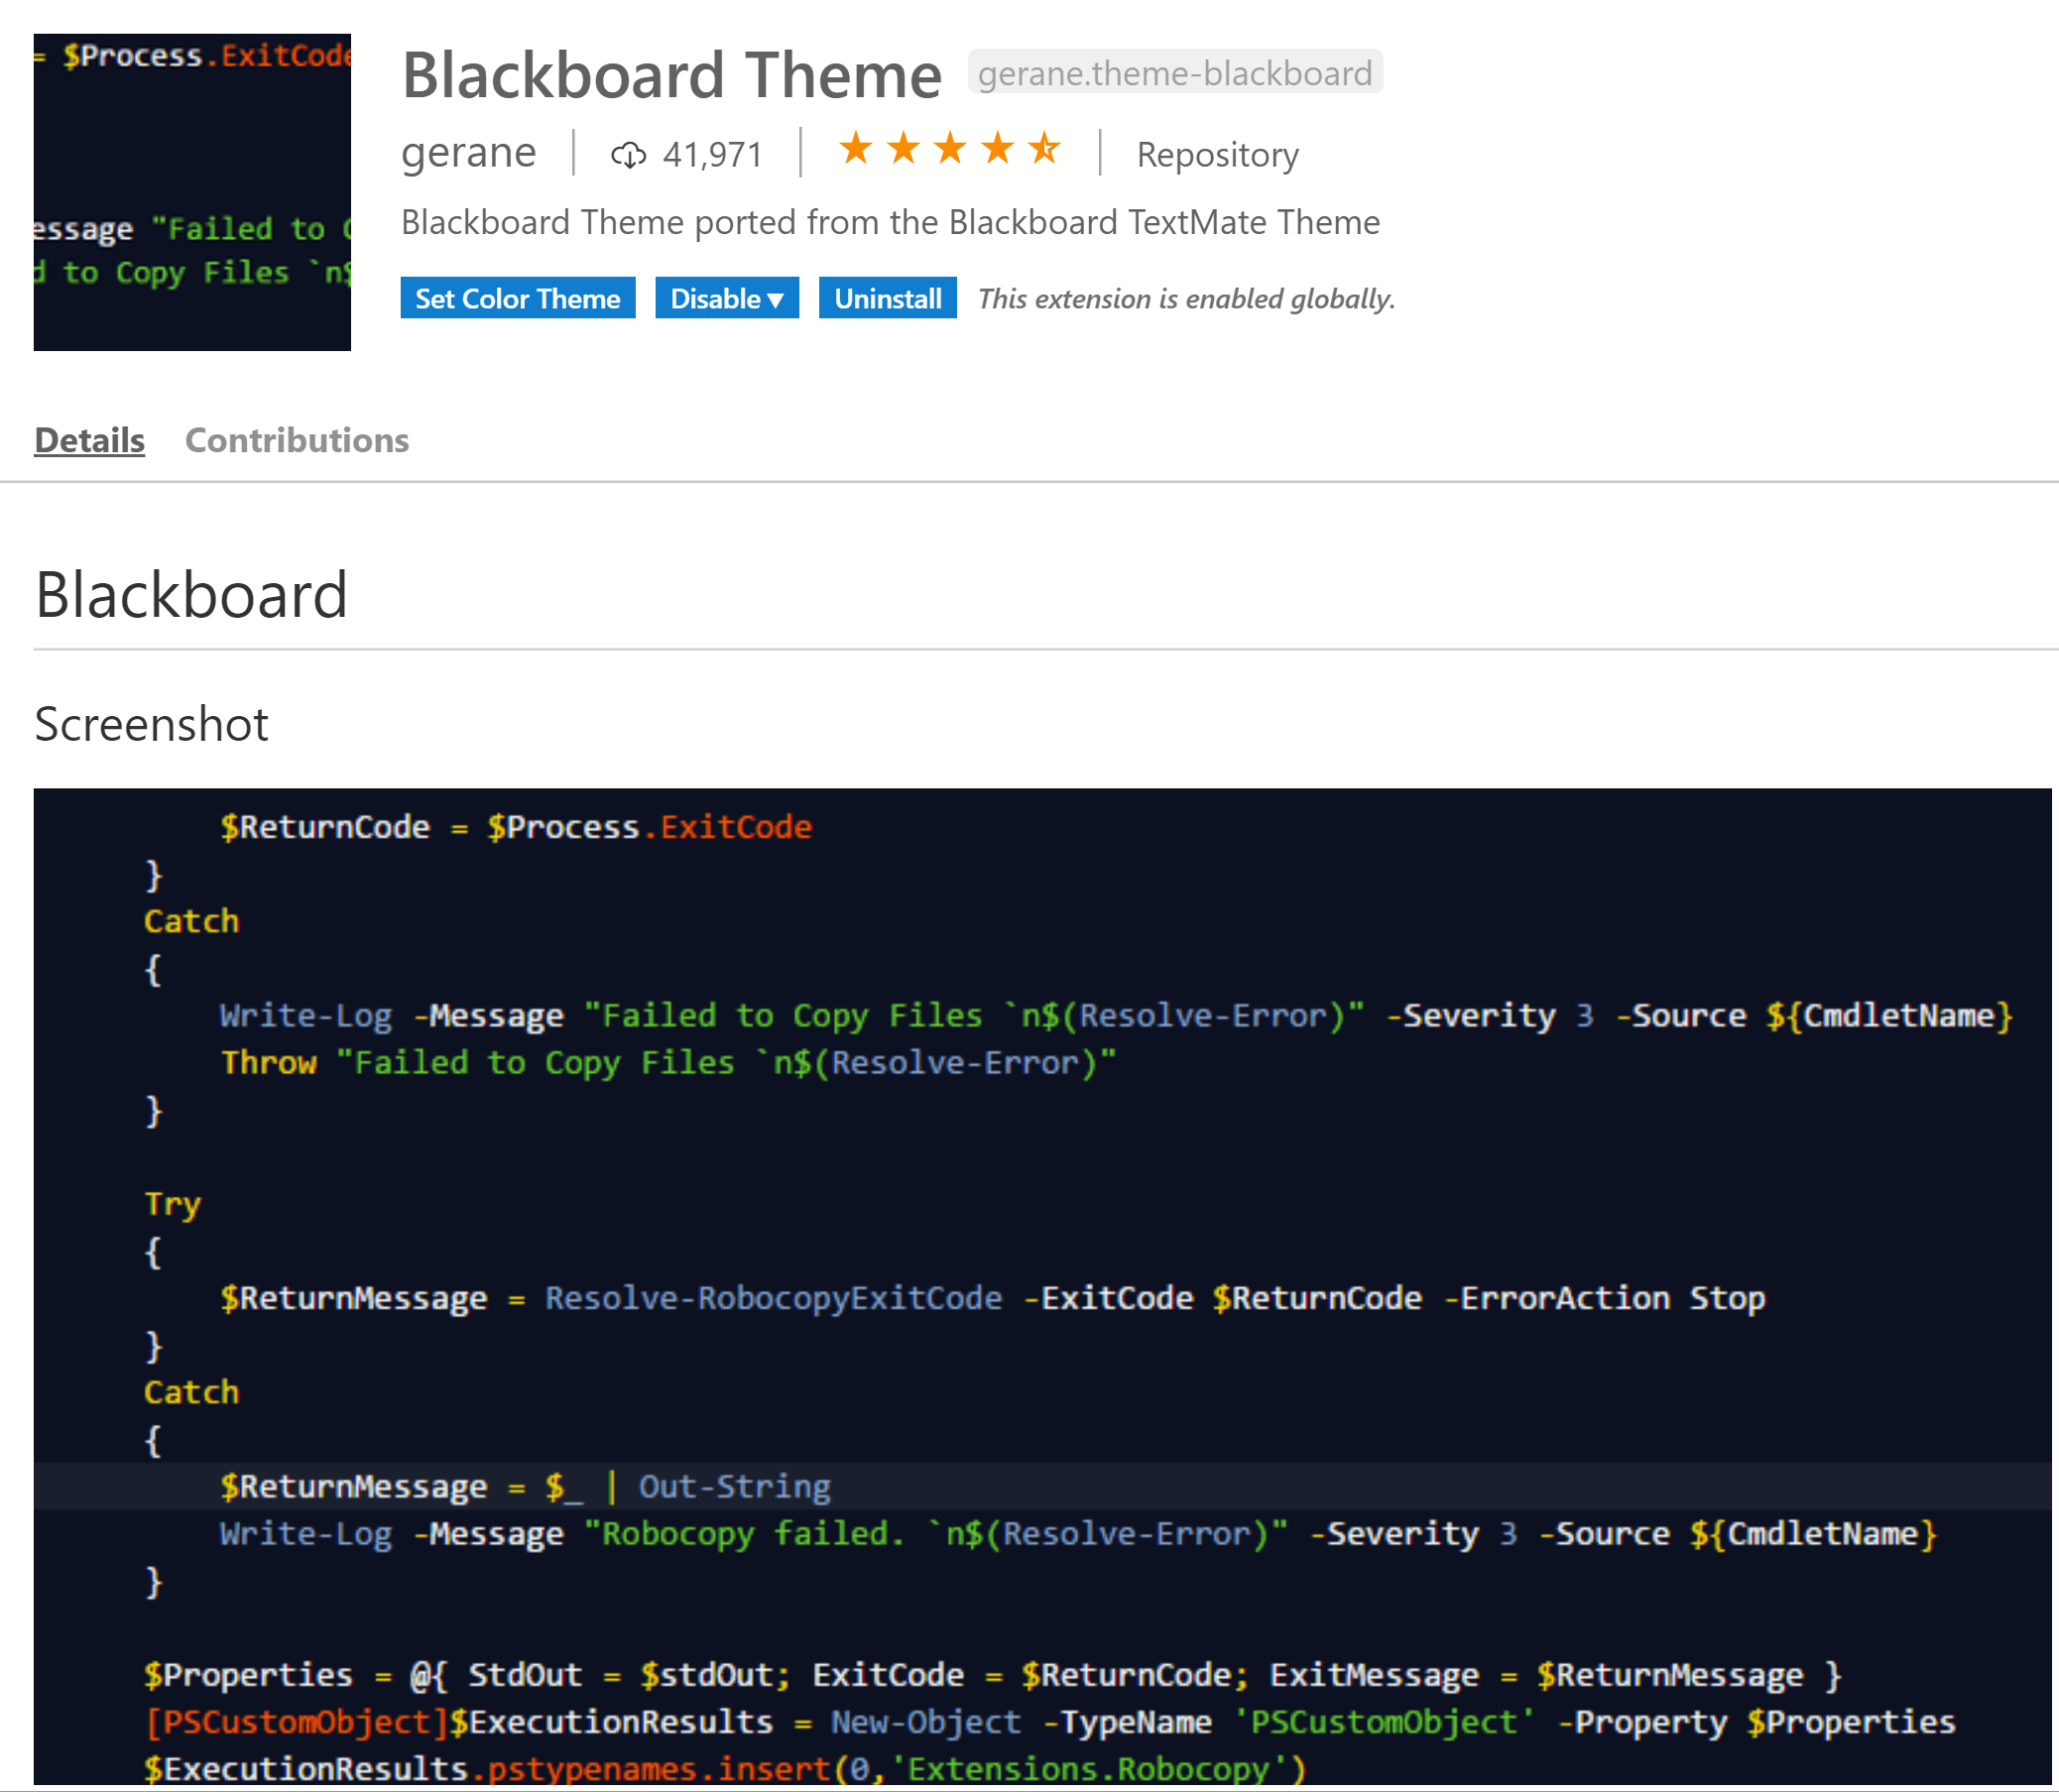 = $Process.ExitCode
essage "Failed to C
d to Copy Files `n$
Blackboard Theme gerane.theme-blackboard
gerane 41,971 Repository
Blackboard Theme ported from the Blackboard TextMate Theme
Set Color Theme Disable▼ Uninstall This extension is enabled globally.
Details Contributions
Blackboard
Screenshot
$ReturnCode = $Process.ExitCode
}
Catch
{
Write-Log -Message "Failed to Copy Files `n$(Resolve-Error)" -Severity 3 -Source ${CmdletName}
Throw "Failed to Copy Files `n$(Resolve-Error)"
}
Try
{
$ReturnMessage = Resolve-RobocopyExitCode -ExitCode $ReturnCode -ErrorAction Stop
}
Catch
{
$ReturnMessage = $_ | Out-String
Write-Log -Message "Robocopy failed. `n$(Resolve-Error)" -Severity 3 -Source ${CmdletName}
}
$Properties = @{ StdOut = $stdOut; ExitCode = $ReturnCode; ExitMessage = $ReturnMessage }
[PSCustomObject]$ExecutionResults = New-Object -TypeName 'PSCustomObject' -Property $Properties
$ExecutionResults.pstypenames.insert(0,'Extensions.Robocopy')